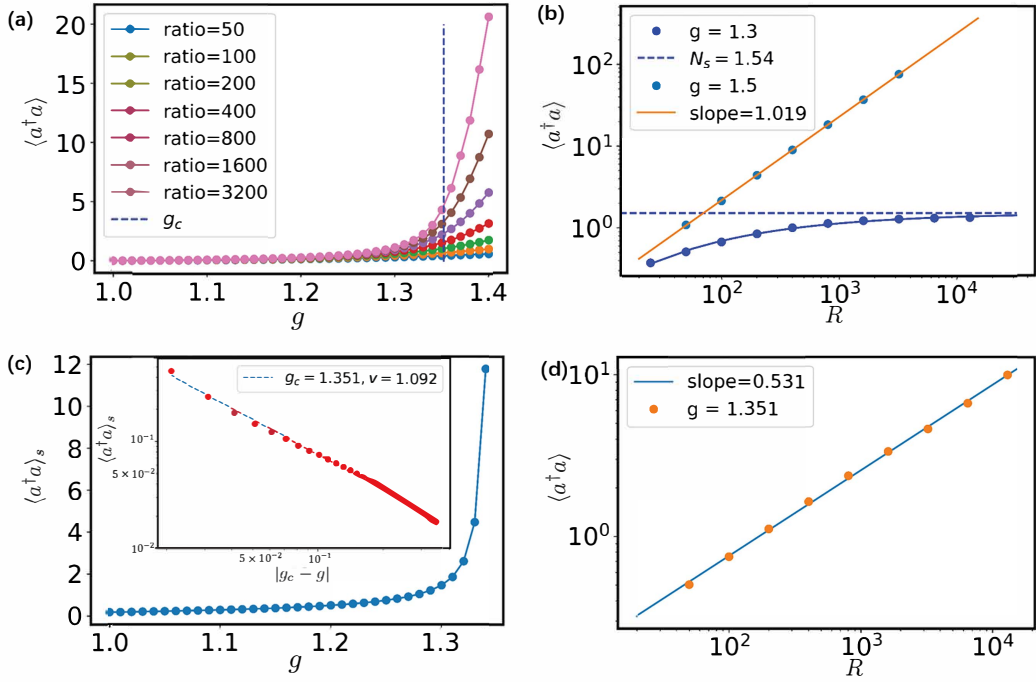 (a)
20
15
10
5
0
⟨a†a⟩
ratio=50
ratio=100
ratio=200
ratio=400
ratio=800
ratio=1600
ratio=3200
g_c
1.0
1.1
1.2
1.3
1.4
g
(b)
10²
10¹
10⁰
⟨a†a⟩
g = 1.3
N_s = 1.54
g = 1.5
slope=1.019
10²
10³
10⁴
R
(c)
12
10
8
6
4
2
0
⟨a†a⟩_s
1.0
1.1
1.2
1.3
g
g_c = 1.351, v = 1.092
10⁻¹
5 × 10⁻²
10⁻²
⟨a†a⟩_s
5 × 10⁻²
10⁻¹
|g_c − g|
(d)
10¹
10⁰
⟨a†a⟩
slope=0.531
g = 1.351
10²
10³
10⁴
R